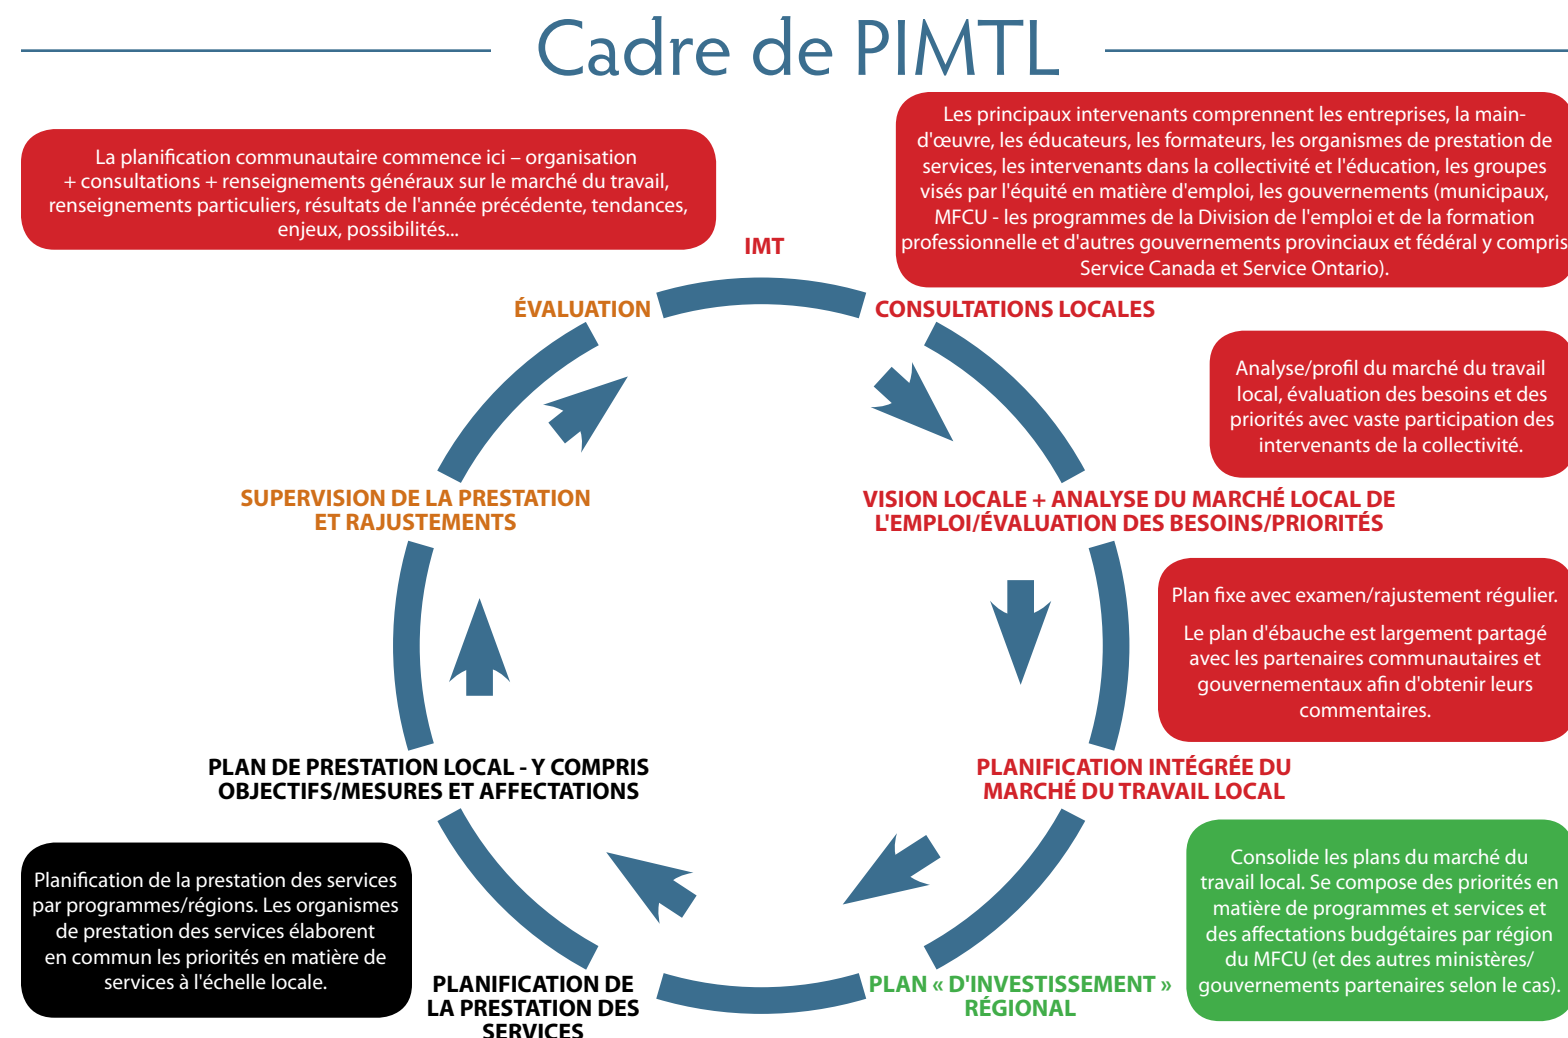 Cadre de PIMTL
La planification communautaire commence ici – organisation
+ consultations + renseignements généraux sur le marché du travail,
renseignements particuliers, résultats de l'année précédente, tendances,
enjeux, possibilités...
Les principaux intervenants comprennent les entreprises, la main-
d'œuvre, les éducateurs, les formateurs, les organismes de prestation de
services, les intervenants dans la collectivité et l'éducation, les groupes
visés par l'équité en matière d'emploi, les gouvernements (municipaux,
MFCU - les programmes de la Division de l'emploi et de la formation
professionnelle et d'autres gouvernements provinciaux et fédéral y compris
Service Canada et Service Ontario).
IMT
CONSULTATIONS LOCALES
Analyse/profil du marché du travail
local, évaluation des besoins et des
priorités avec vaste participation des
intervenants de la collectivité.
VISION LOCALE + ANALYSE DU MARCHÉ LOCAL DE
L'EMPLOI/ÉVALUATION DES BESOINS/PRIORITÉS
Plan fixe avec examen/rajustement régulier.
Le plan d'ébauche est largement partagé
avec les partenaires communautaires et
gouvernementaux afin d'obtenir leurs
commentaires.
PLANIFICATION INTÉGRÉE DU
MARCHÉ DU TRAVAIL LOCAL
Consolide les plans du marché du
travail local. Se compose des priorités en
matière de programmes et services et
des affectations budgétaires par région
du MFCU (et des autres ministères/
gouvernements partenaires selon le cas).
PLAN « D'INVESTISSEMENT »
RÉGIONAL
PLANIFICATION DE
LA PRESTATION DES
SERVICES
Planification de la prestation des services
par programmes/régions. Les organismes
de prestation des services élaborent
en commun les priorités en matière de
services à l'échelle locale.
PLAN DE PRESTATION LOCAL - Y COMPRIS
OBJECTIFS/MESURES ET AFFECTATIONS
SUPERVISION DE LA PRESTATION
ET RAJUSTEMENTS
ÉVALUATION